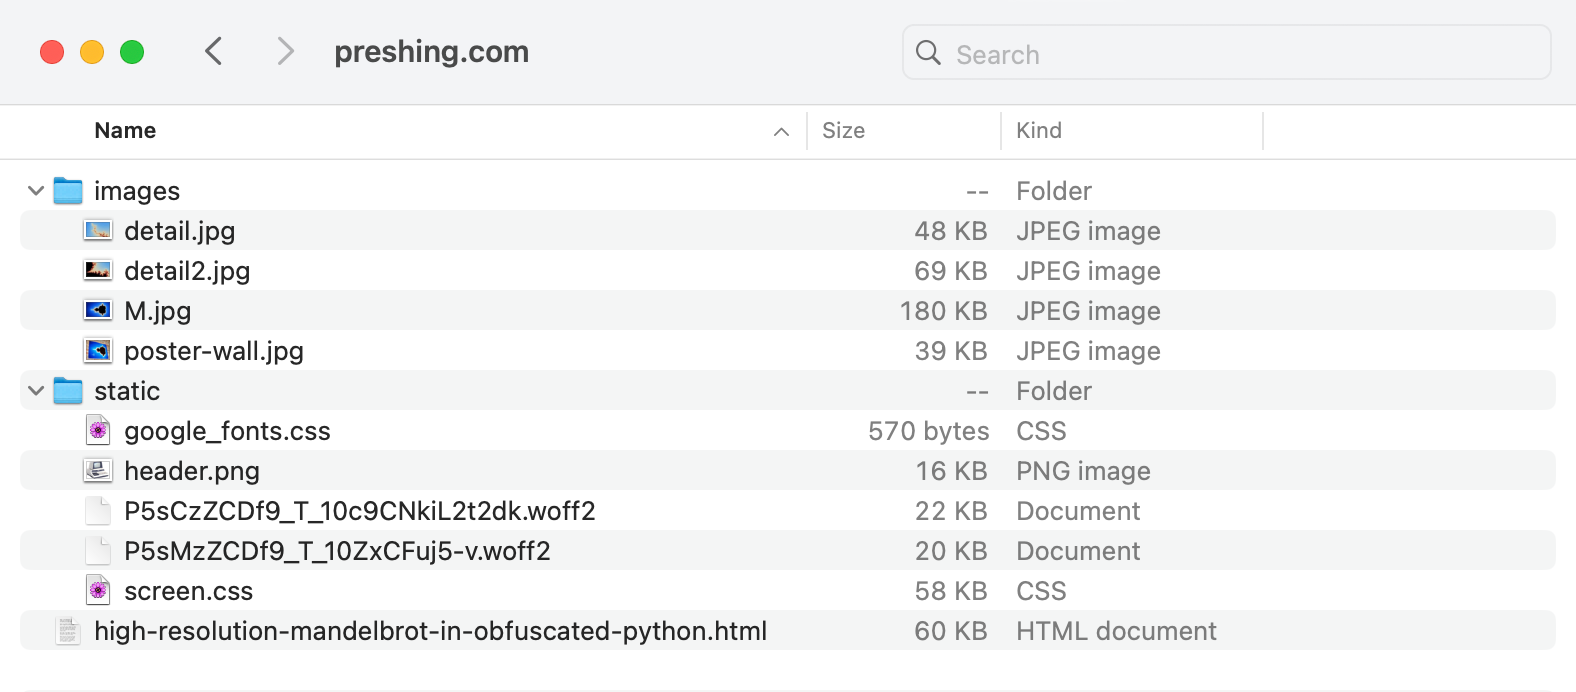 preshing.com
Search
Name Size Kind
images -- Folder
detail.jpg 48 KB JPEG image
detail2.jpg 69 KB JPEG image
M.jpg 180 KB JPEG image
poster-wall.jpg 39 KB JPEG image
static -- Folder
google_fonts.css 570 bytes CSS
header.png 16 KB PNG image
P5sCzZCDf9_T_10c9CNkiL2t2dk.woff2 22 KB Document
P5sMzZCDf9_T_10ZxCFuj5-v.woff2 20 KB Document
screen.css 58 KB CSS
high-resolution-mandelbrot-in-obfuscated-python.html 60 KB HTML document